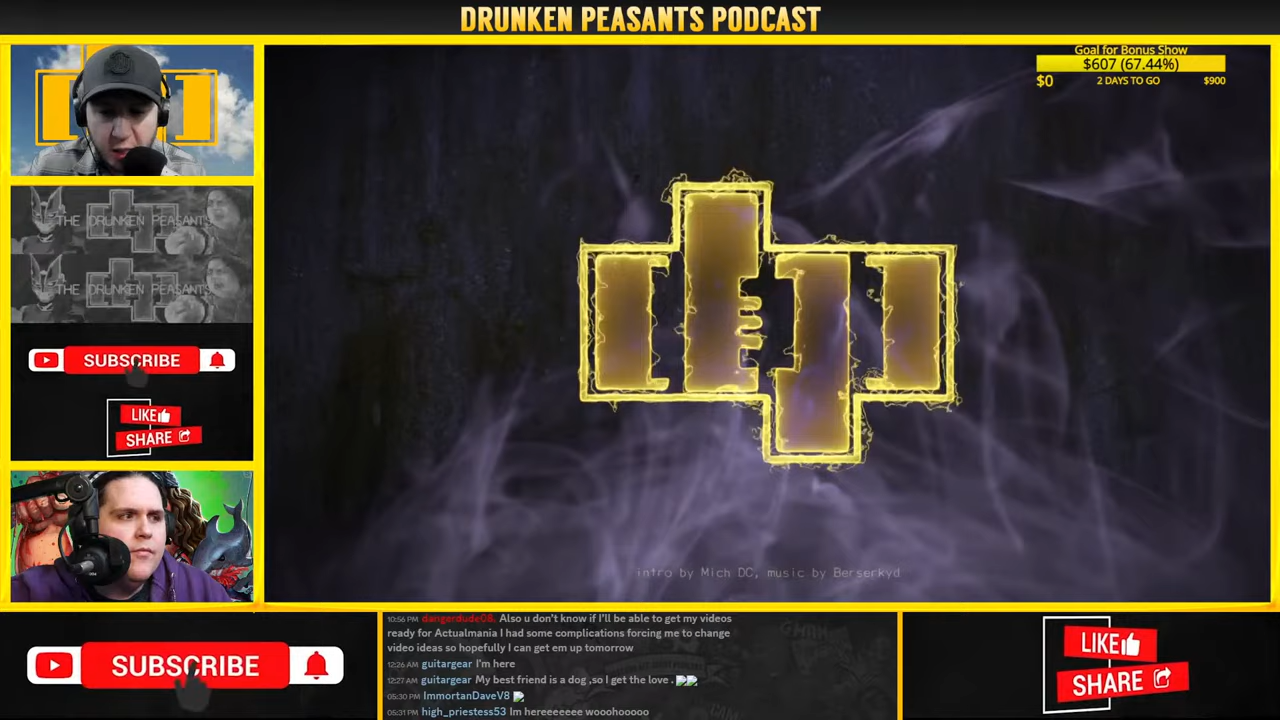 DRUNKEN PEASANTS PODCAST
Goal for Bonus Show
$607 (67.44%)
$0 2 DAYS TO GO $900
THE DRUNKEN PEASANTS
THE DRUNKEN PEASANTS
SUBSCRIBE
LIKE
SHARE
intro by Mich DC, music by Berserkyd
SUBSCRIBE
10:56 PM dangerdude08. Also u don't know if I'll be able to get my videos
ready for Actualmania I had some complications forcing me to change
video ideas so hopefully I can get em up tomorrow
12:26 AM guitargear I'm here
12:27 AM guitargear My best friend is a dog ,so I get the love .
05:30 PM ImmortanDaveV8
05:31 PM high_priestess53 Im hereeeeeee wooohooooo
LIKE
SHARE